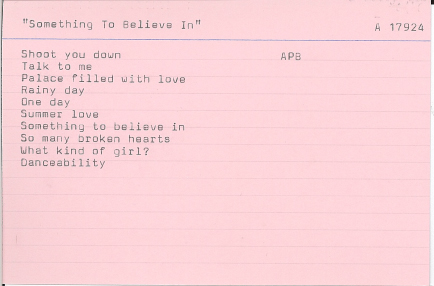 "Something To Believe In"
A 17924
Shoot you down APB
Talk to me
Palace filled with love
Rainy day
One day
Summer love
Something to believe in
So many broken hearts
What kind of girl?
Danceability